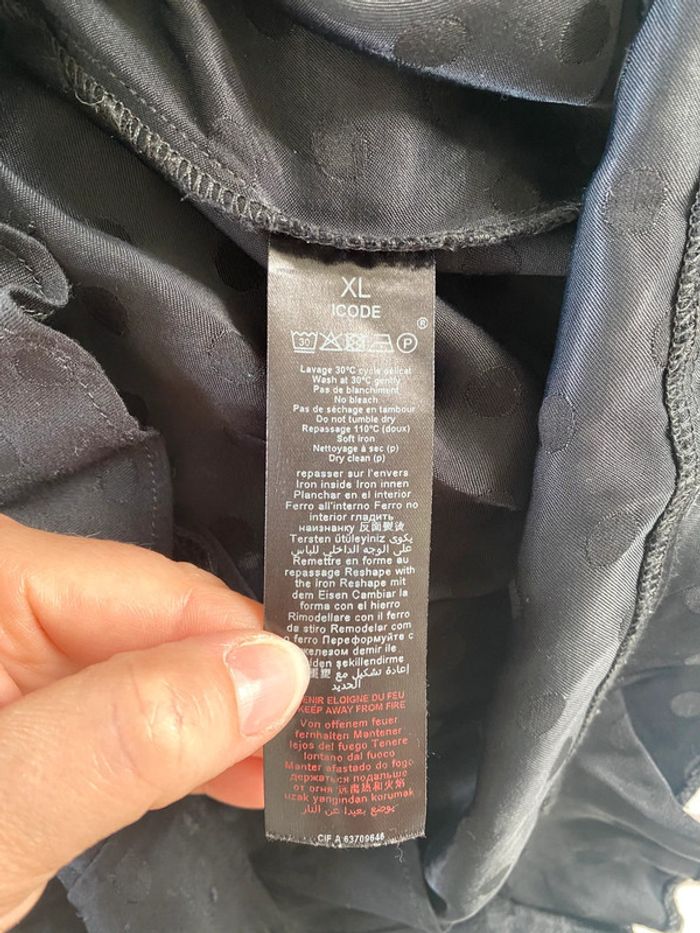 XL
ICODE
®
30 P
Lavage 30°C cycle délicat
Wash at 30°C gently
Pas de blanchiment
No bleach
Pas de séchage en tambour
Do not tumble dry
Repassage 110°C (doux)
Soft iron
Nettoyage à sec (p)
Dry clean (p)
repasser sur l'envers
Iron inside Iron innen
Planchar en el interior
Ferro all'interno Ferro no
interior гладить
наизнанку 反面熨烫
Tersten ütüleyiniz يكوى
على الوجه الداخلي للباس
Remettre en forme au
repassage Reshape with
the iron Reshape mit
dem Eisen Cambiar la
forma con el hierro
Rimodellare con il ferro
da stiro Remodelar com
o ferro Переформуйте с
железом demir ile
şekillendirme
إعادة تشكيل مع
الحديد
TENIR ELOIGNE DU FEU
KEEP AWAY FROM FIRE
Von offenem feuer
fernhalten Mantener
lejos del fuego Tenere
lontano dal fuoco
Manter afastado do fogo
держаться подальше
от огня 远离热和火焰
uzak yangından korumak
يوضع بعيدا عن النار
CIF A 63709646